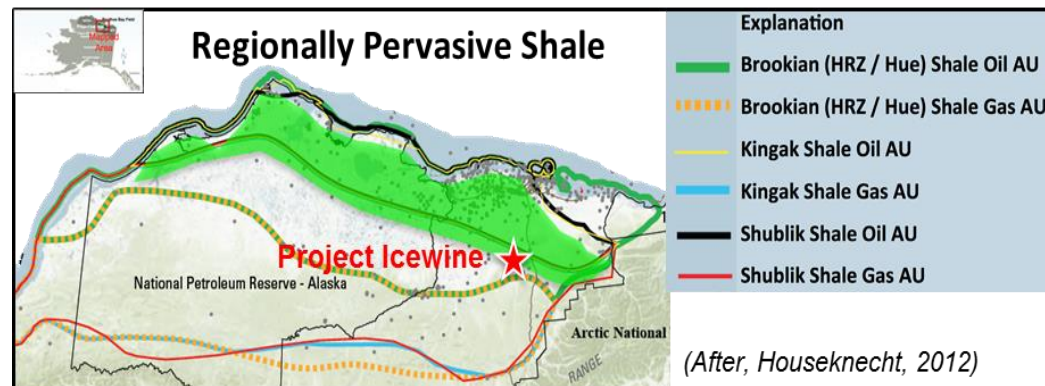 Mapped
Area
Regionally Pervasive Shale
Project Icewine
National Petroleum Reserve - Alaska
Arctic National
RANGE
Explanation
Brookian (HRZ / Hue) Shale Oil AU
Brookian (HRZ / Hue) Shale Gas AU
Kingak Shale Oil AU
Kingak Shale Gas AU
Shublik Shale Oil AU
Shublik Shale Gas AU
(After, Houseknecht, 2012)